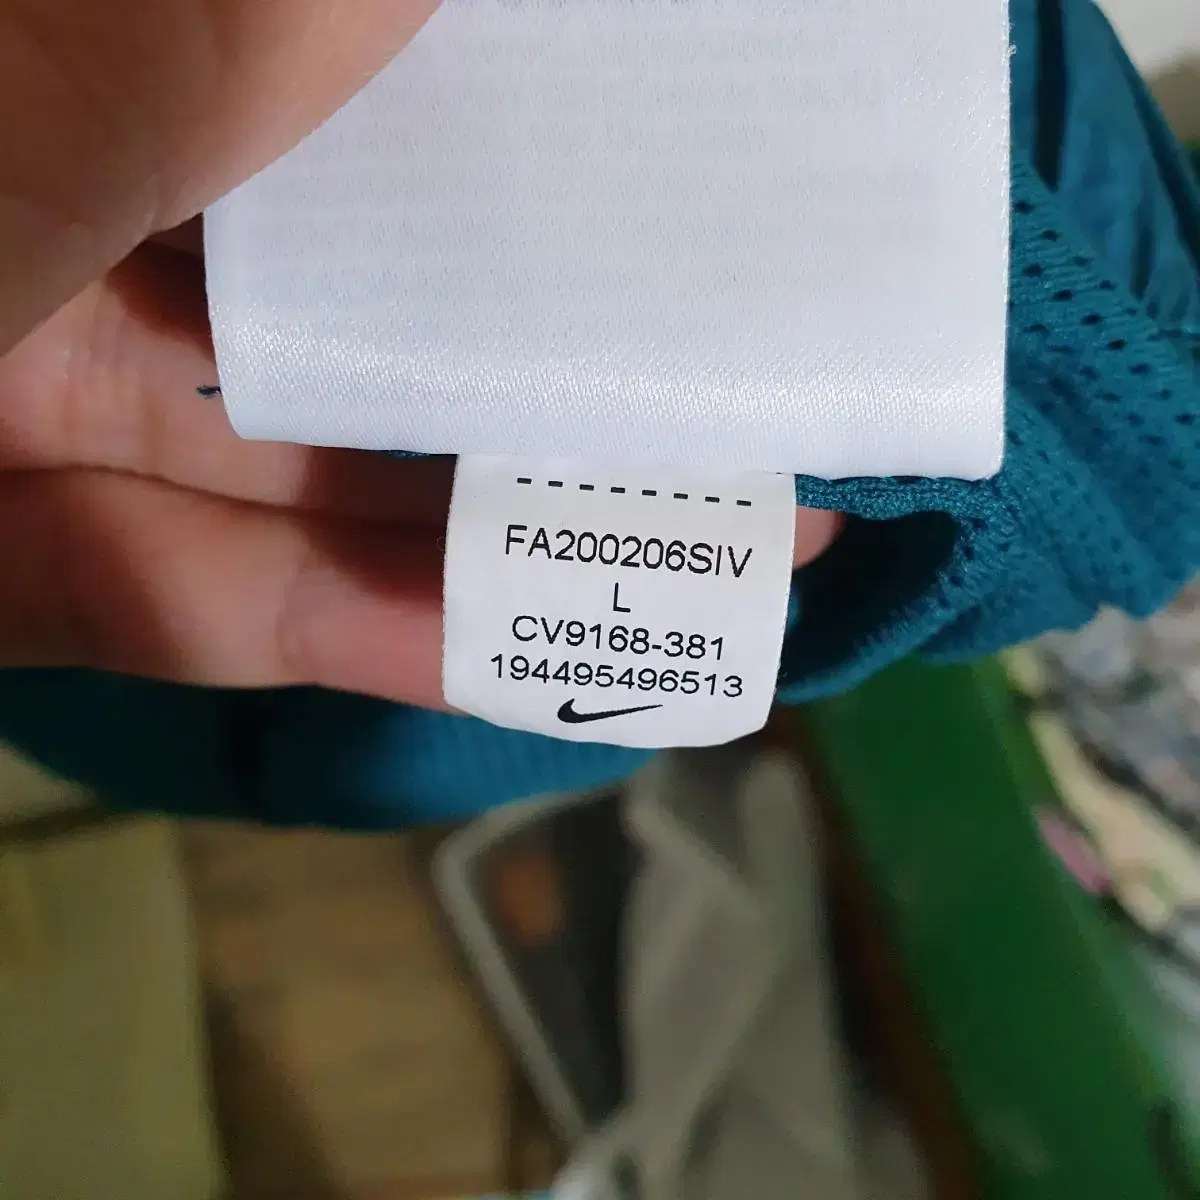 --------
FA200206SIV
L
CV9168-381
194495496513